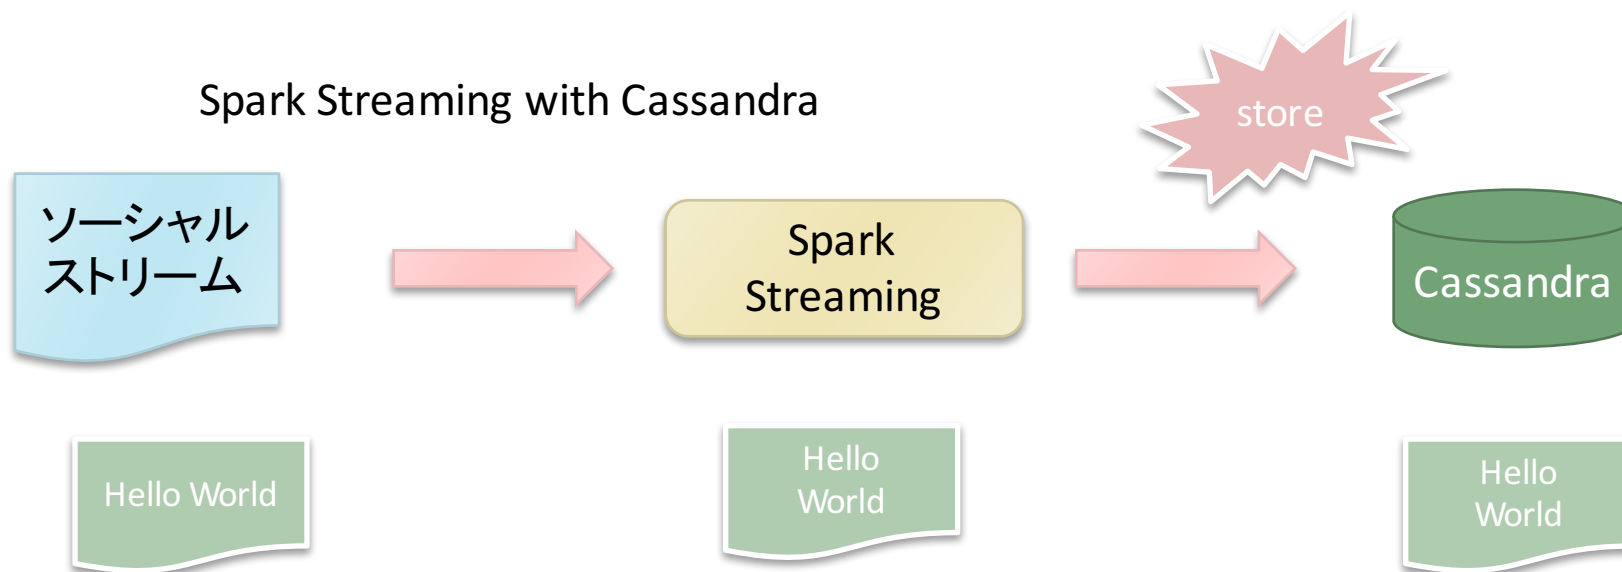 Spark Streaming with Cassandra
store
ソーシャル
ストリーム
Spark
Streaming
Cassandra
Hello World
Hello
World
Hello
World